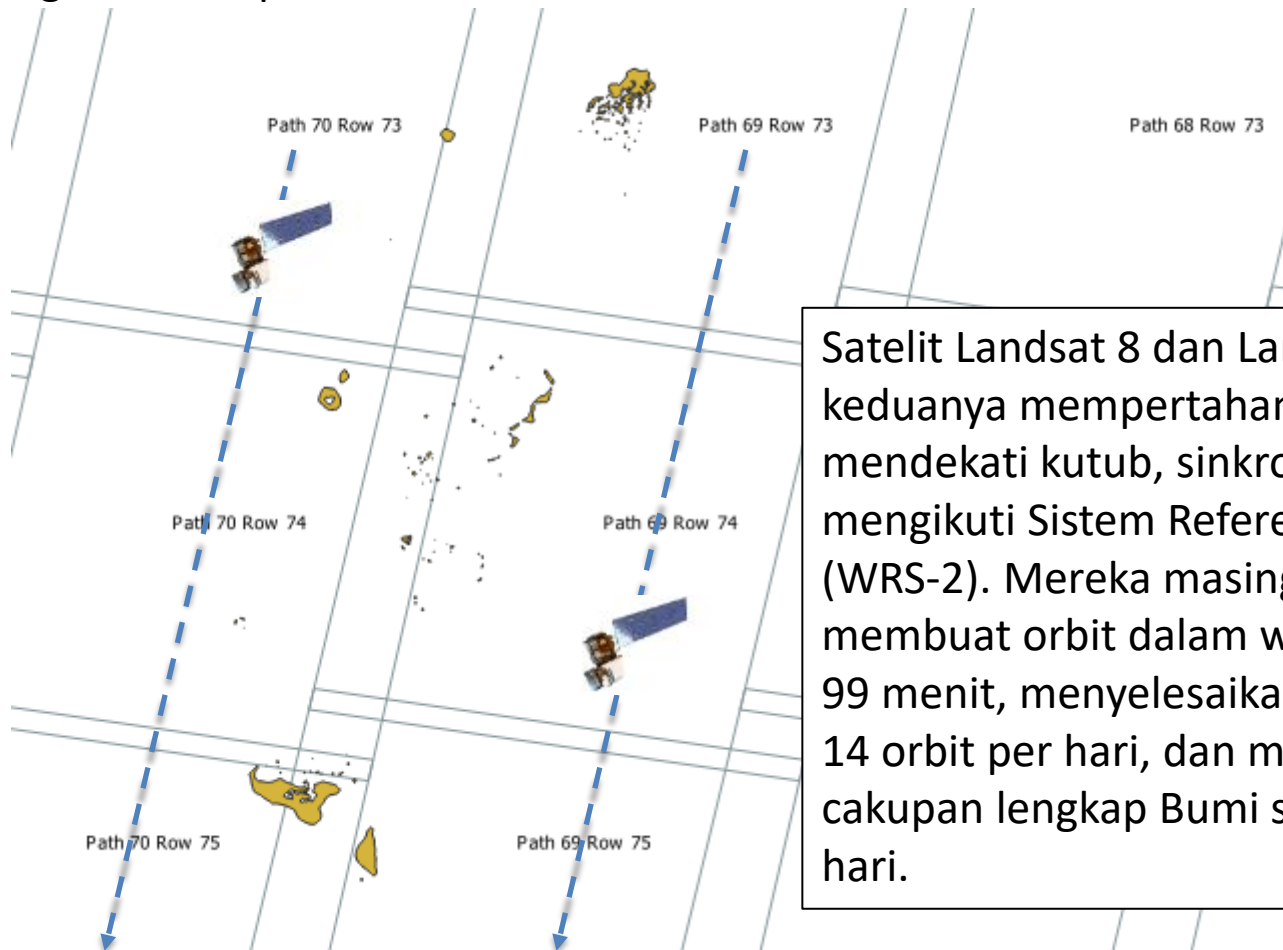 Path 70 Row 73
Path 69 Row 73
Path 68 Row 73
Path 70 Row 74
Path 69 Row 74
Path 70 Row 75
Path 69 Row 75
Satelit Landsat 8 dan
keduanya
mendekati kutub,
mengikuti Sistem
(WRS-2). Mereka
membuat orbit dalam
99 menit,
14 orbit per hari, dan
cakupan lengkap Bumi
hari.